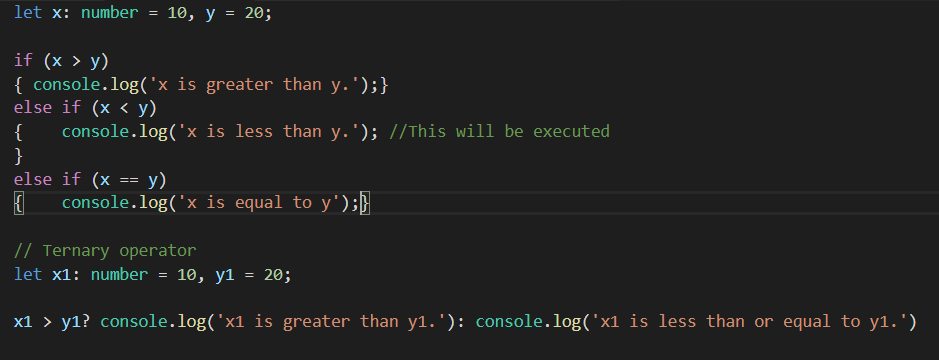 let x: number = 10, y = 20;
if (x > y)
{ console.log('x is greater than y.');}
else if (x < y)
{    console.log('x is less than y.'); //This will be executed
}
else if (x == y)
{    console.log('x is equal to y');}
// Ternary operator
let x1: number = 10, y1 = 20;
x1 > y1? console.log('x1 is greater than y1.'): console.log('x1 is less than or equal to y1.')